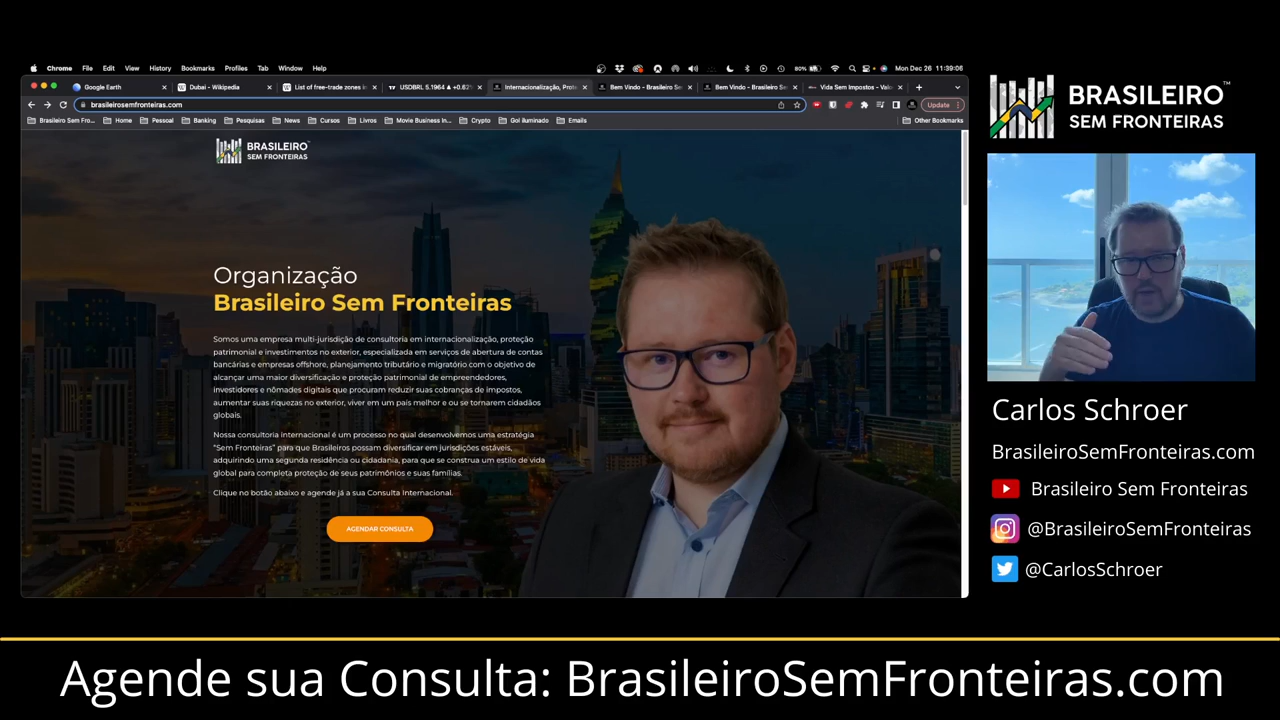 Chrome File Edit View History Bookmarks Profiles Tab Window Help
80% Mon Dec 26 11:39:06
Google Earth
Dubai - Wikipedia
List of free-trade zones
USDBRL 5.1964 ▲ +0.62%
Internacionalização, Prote
Bem Vindo - Brasileiro Se
Bem Vindo - Brasileiro Se
Vida Sem Impostos - Valo
brasileirosemfronteiras.com
Update
Brasileiro Sem Fro... Home Pessoal Banking Pesquisas News Cursos Livros Movie Business In... Crypto Gol iluminado Emails
Other Bookmarks
BRASILEIRO
SEM FRONTEIRAS
Organização
Brasileiro Sem Fronteiras
Somos uma empresa multi-jurisdição de consultoria em internacionalização, proteção
patrimonial e investimentos no exterior, especializada em serviços de abertura de contas
bancárias e empresas offshore, planejamento tributário e migratório com o objetivo de
alcançar uma maior diversificação e proteção patrimonial de empreendedores,
investidores e nômades digitais que procuram reduzir suas cobranças de impostos,
aumentar suas riquezas no exterior, viver em um país melhor e ou se tornarem cidadãos
globais.
Nossa consultoria internacional é um processo no qual desenvolvemos uma estratégia
“Sem Fronteiras” para que Brasileiros possam diversificar em jurisdições estáveis,
adquirindo uma segunda residência ou cidadania, para que se construa um estilo de vida
global para completa proteção de seus patrimônios e suas famílias.
Clique no botão abaixo e agende já a sua Consulta Internacional.
AGENDAR CONSULTA
BRASILEIRO™
SEM FRONTEIRAS
Carlos Schroer
BrasileiroSemFronteiras.com
Brasileiro Sem Fronteiras
@BrasileiroSemFronteiras
@CarlosSchroer
Agende sua Consulta: BrasileiroSemFronteiras.com